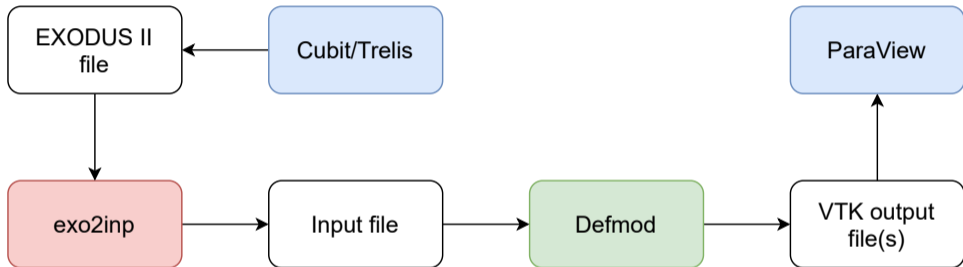 EXODUS II
file
Cubit/Trelis
ParaView
exo2inp
Input file
Defmod
VTK output
file(s)